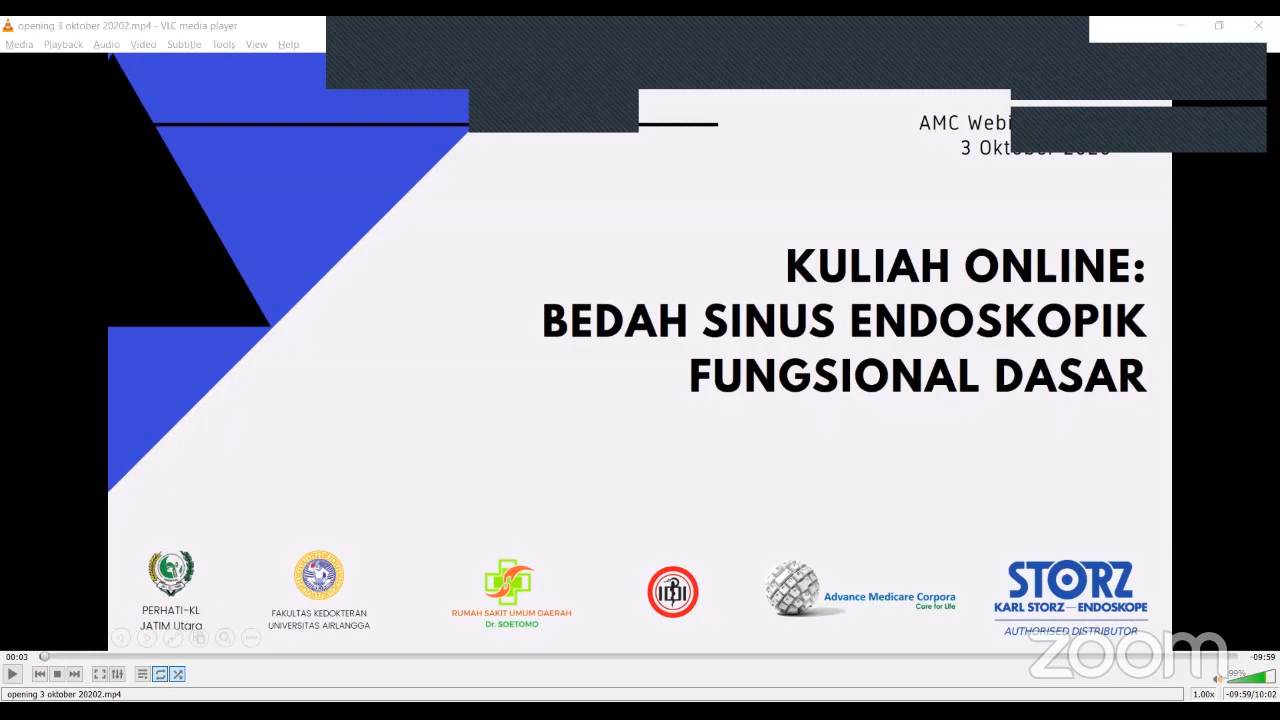 opening 3 oktober 20202.mp4 - VLC media player
Media Playback Audio Video Subtitle Tools View Help
AMC
3
KULIAH ONLINE:
BEDAH SINUS ENDOSKOPIK
FUNGSIONAL DASAR
PERHATI-KL
JATIM Utara
FAKULTAS KEDOKTERAN
UNIVERSITAS AIRLANGGA
RUMAH SAKIT UMUM DAERAH
Dr. SOETOMO
IDI
Advance Medicare Corpora
Care for Life
STORZ
KARL STORZ—ENDOSKOPE
AUTHORISED DISTRIBUTOR
zoom
00:03
-09:59
99%
opening 3 oktober 20202.mp4
1.00x
-09:59/10:02